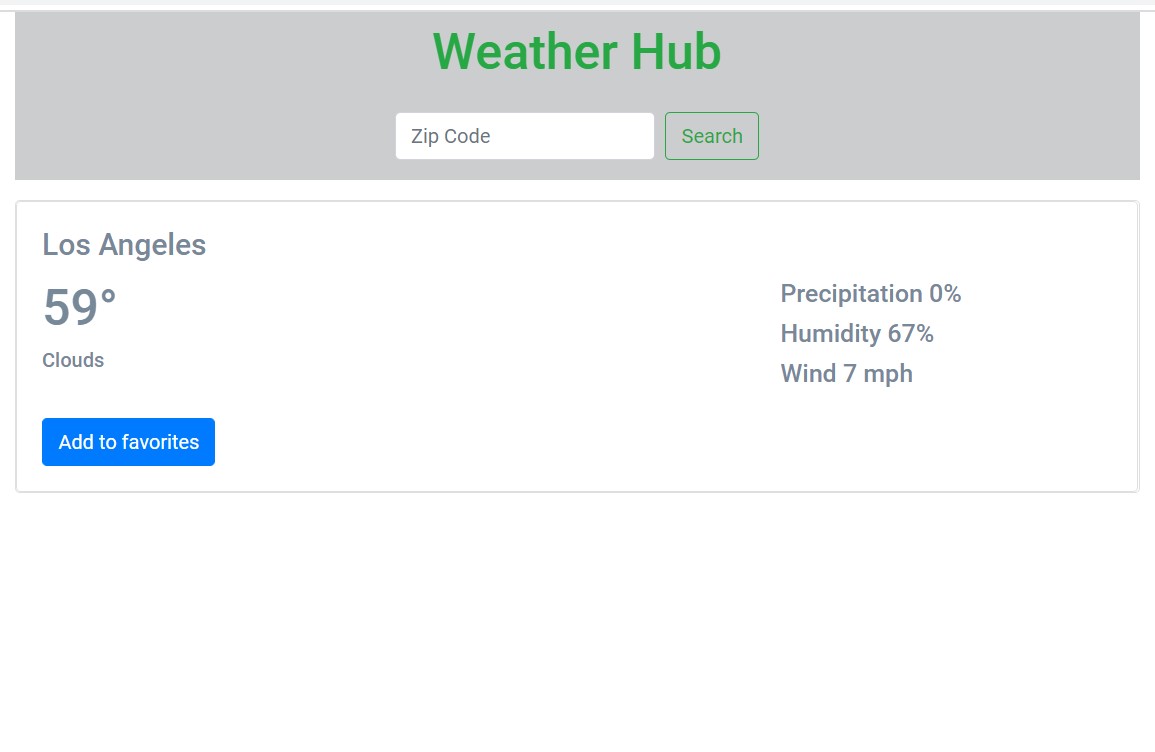 Weather Hub
Zip Code
Search
Los Angeles
59°
Clouds
Precipitation 0%
Humidity 67%
Wind 7 mph
Add to favorites